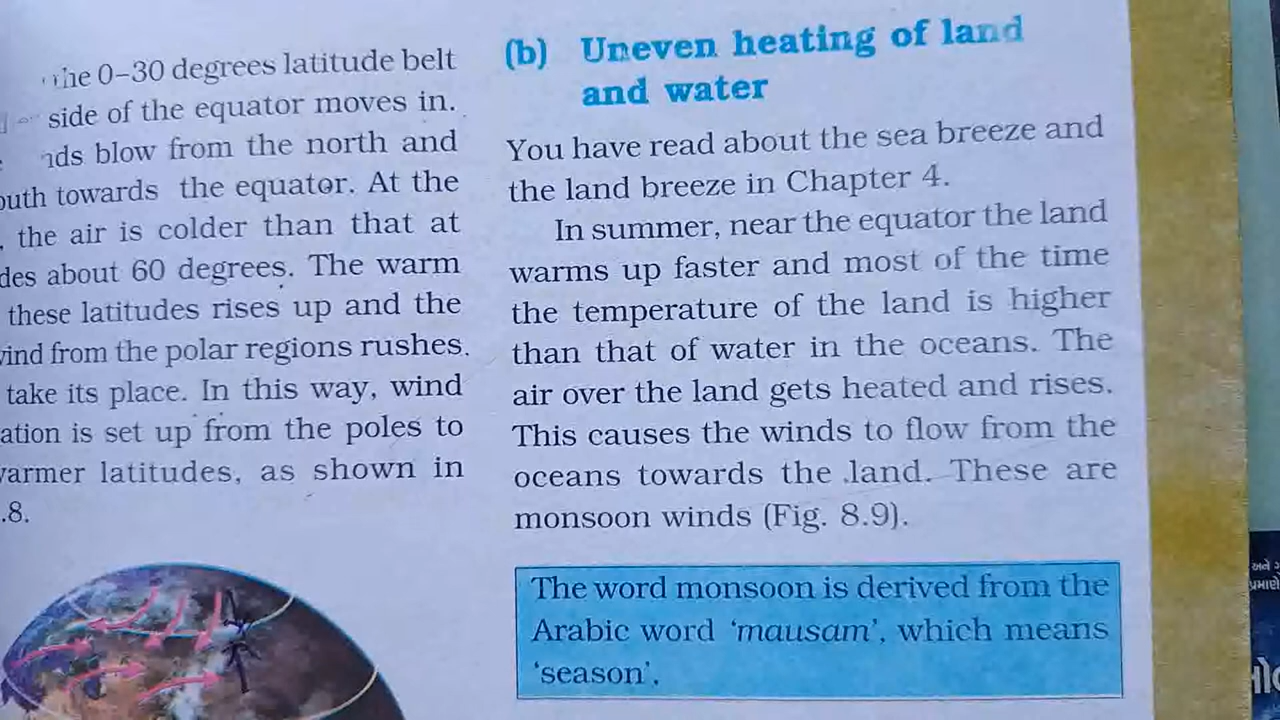 the 0–30 degrees latitude belt
side of the equator moves in.
blow from the north and
towards the equator. At the
, the air is colder than that at
about 60 degrees. The warm
these latitudes rises up and the
from the polar regions rushes.
take its place. In this way, wind
is set up from the poles to
latitudes, as shown in
.8.
(b) Uneven heating of land
and water
You have read about the sea breeze and
the land breeze in Chapter 4.
In summer, near the equator the land
warms up faster and most of the time
the temperature of the land is higher
than that of water in the oceans. The
air over the land gets heated and rises.
This causes the winds to flow from the
oceans towards the land. These are
monsoon winds (Fig. 8.9).
The word monsoon is derived from the
Arabic word ‘mausam’, which means
‘season’.
અને